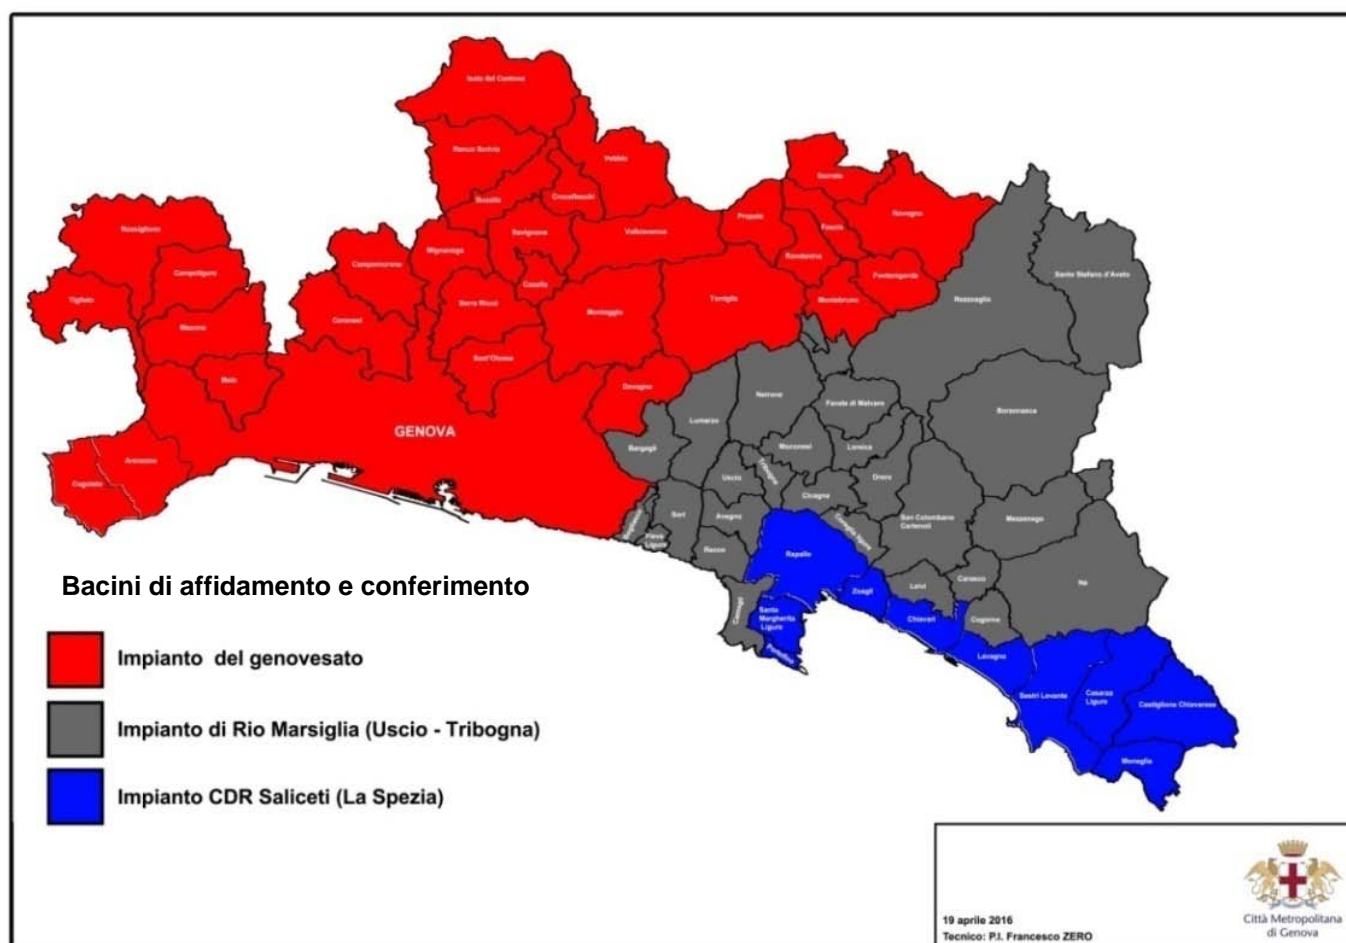 Isola del Cantone
Ronco Scrivia
Vobbia
Busalla
Crocefieschi
Gorreto
Rovegno
Propata
Fascia
Rossiglione
Campomorone
Mignanego
Savignone
Valbrevenna
Rondanina
Fontanigorda
Santo Stefano d'Aveto
Campoligure
Casella
Tiglieto
Serra Riccò
Torriglia
Montebruno
Rezzoaglio
Masone
Ceranesi
Montoggio
Sant'Olcese
Mele
Davagna
Neirone
Favale di Malvaro
Borzonasca
GENOVA
Lumarzo
Bargagli
Moconesi
Lorsica
Arenzano
Cogoleto
Uscio
Tribogna
Orero
Cicagna
Sori
Avegno
San Colombano
Certenoli
Mezzanego
Pieve
Ligure
Recco
Coreglia ligure
Rapallo
Zoagli
Leivi
Carasco
Ne
Camogli
Santa
Margherita
Ligure
Portofino
Chiavari
Cogorno
Lavagna
Sestri Levante
Casarza
Ligure
Castiglione Chiavarese
Moneglia
Bacini di affidamento e conferimento
Impianto del genovesato
Impianto di Rio Marsiglia (Uscio - Tribogna)
Impianto CDR Saliceti (La Spezia)
19 aprile 2016
Tecnico: P.I. Francesco ZERO
Città Metropolitana
di Genova